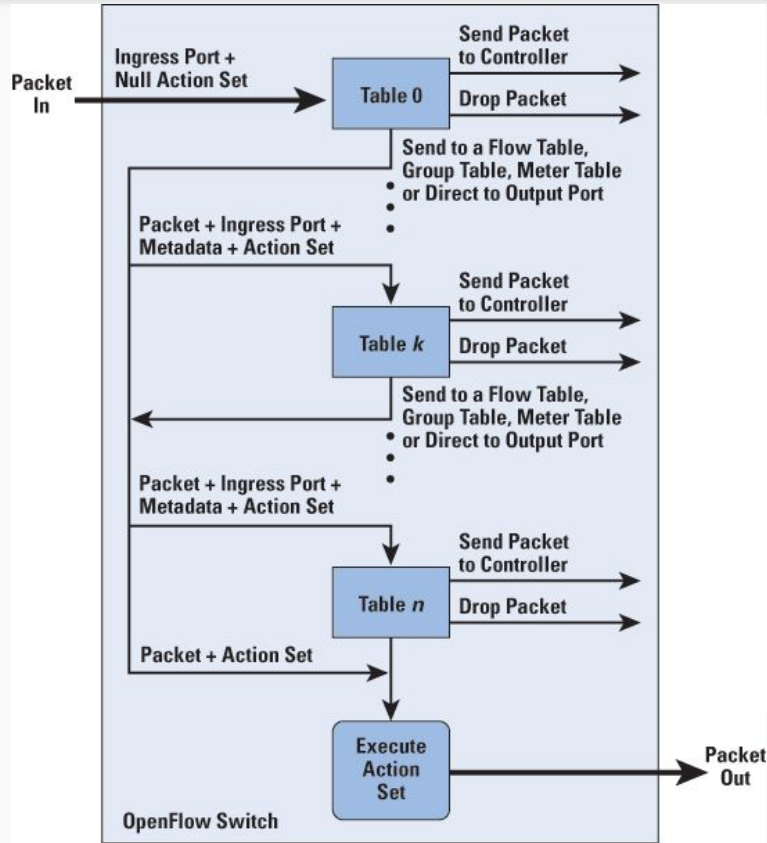 Packet
In
Ingress Port +
Null Action Set
Table 0
Send Packet
to Controller
Drop Packet
Send to a Flow Table,
Group Table, Meter Table
or Direct to Output Port
Packet + Ingress Port +
Metadata + Action Set
Table k
Send Packet
to Controller
Drop Packet
Send to a Flow Table,
Group Table, Meter Table
or Direct to Output Port
Packet + Ingress Port +
Metadata + Action Set
Table n
Send Packet
to Controller
Drop Packet
Packet + Action Set
Execute
Action
Set
Packet
Out
OpenFlow Switch